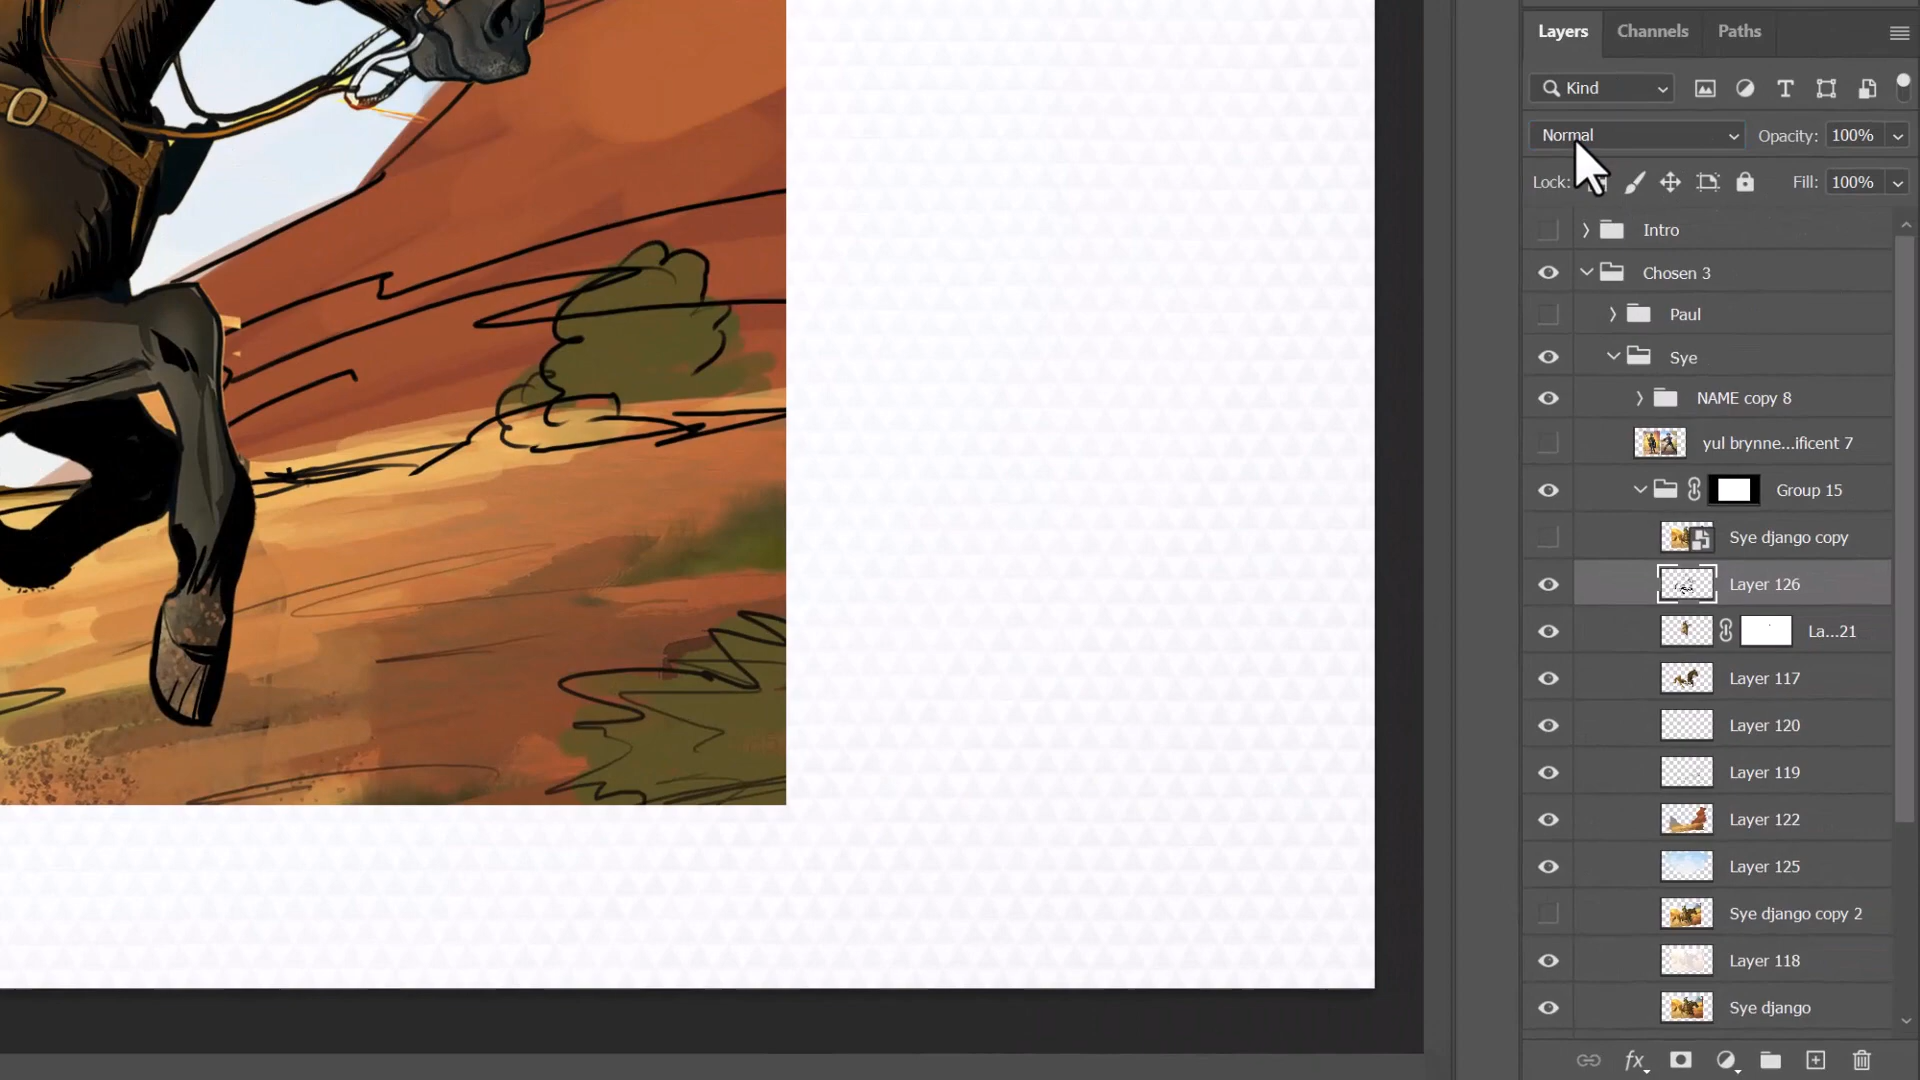 Layers Channels Paths
Kind
Normal Opacity: 100%
Lock: Fill: 100%
Intro
Chosen 3
Paul
Sye
NAME copy 8
yul brynne...ificent 7
Group 15
Sye django copy
Layer 126
La...21
Layer 117
Layer 120
Layer 119
Layer 122
Layer 125
Sye django copy 2
Layer 118
Sye django
fx